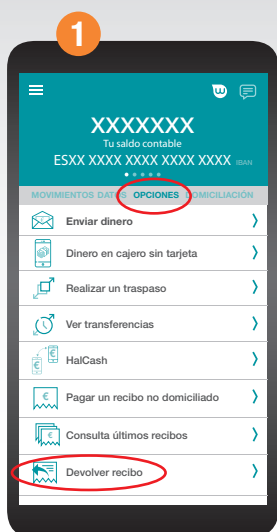 1
XXXXXXX
Tu saldo contable
ESXX XXXX XXXX XXXX XXXX IBAN
MOVIMIENTOS DATOS OPCIONES DOMICILIACIÓN
Enviar dinero
Dinero en cajero sin tarjeta
Realizar un traspaso
Ver transferencias
HalCash
Pagar un recibo no domiciliado
Consulta últimos recibos
Devolver recibo